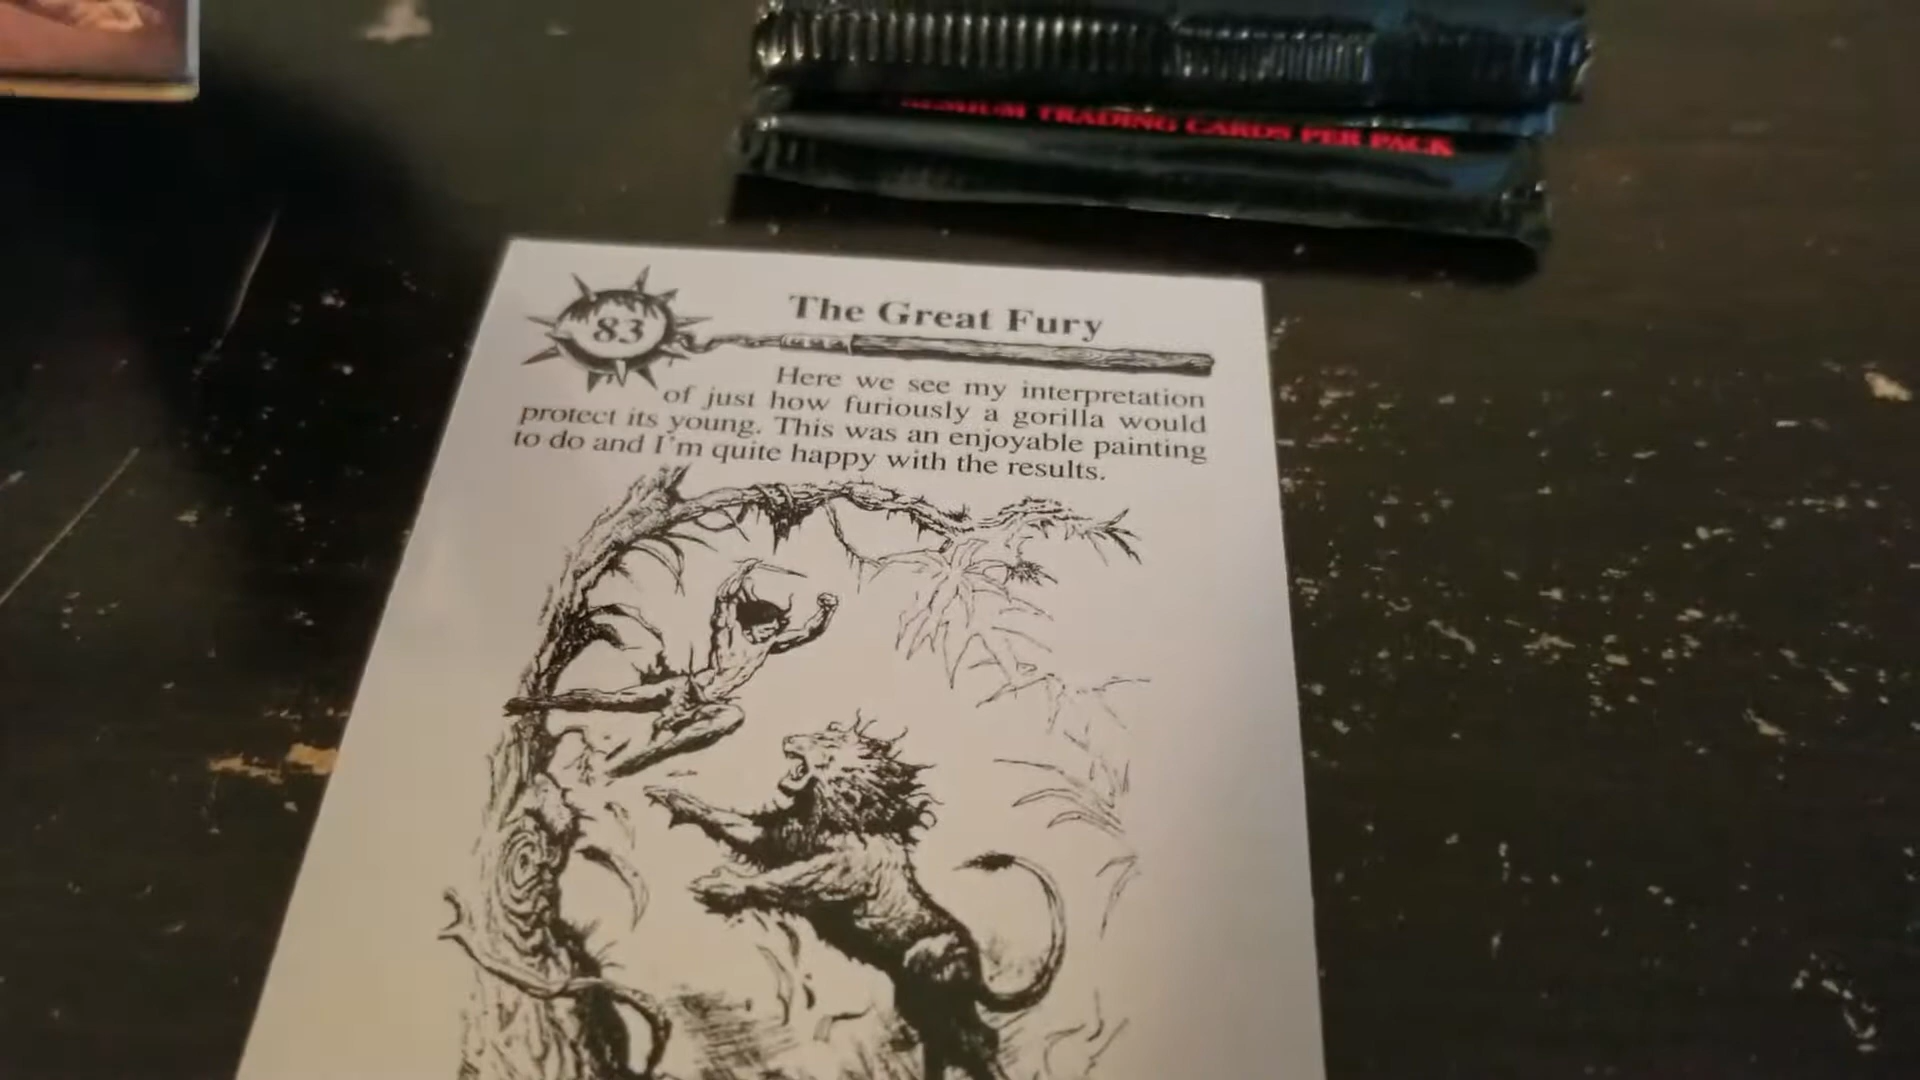 PREMIUM TRADING CARDS PER PACK
83
The Great Fury
Here we see my interpretation
of just how furiously a gorilla would
protect its young. This was an enjoyable painting
to do and I'm quite happy with the results.